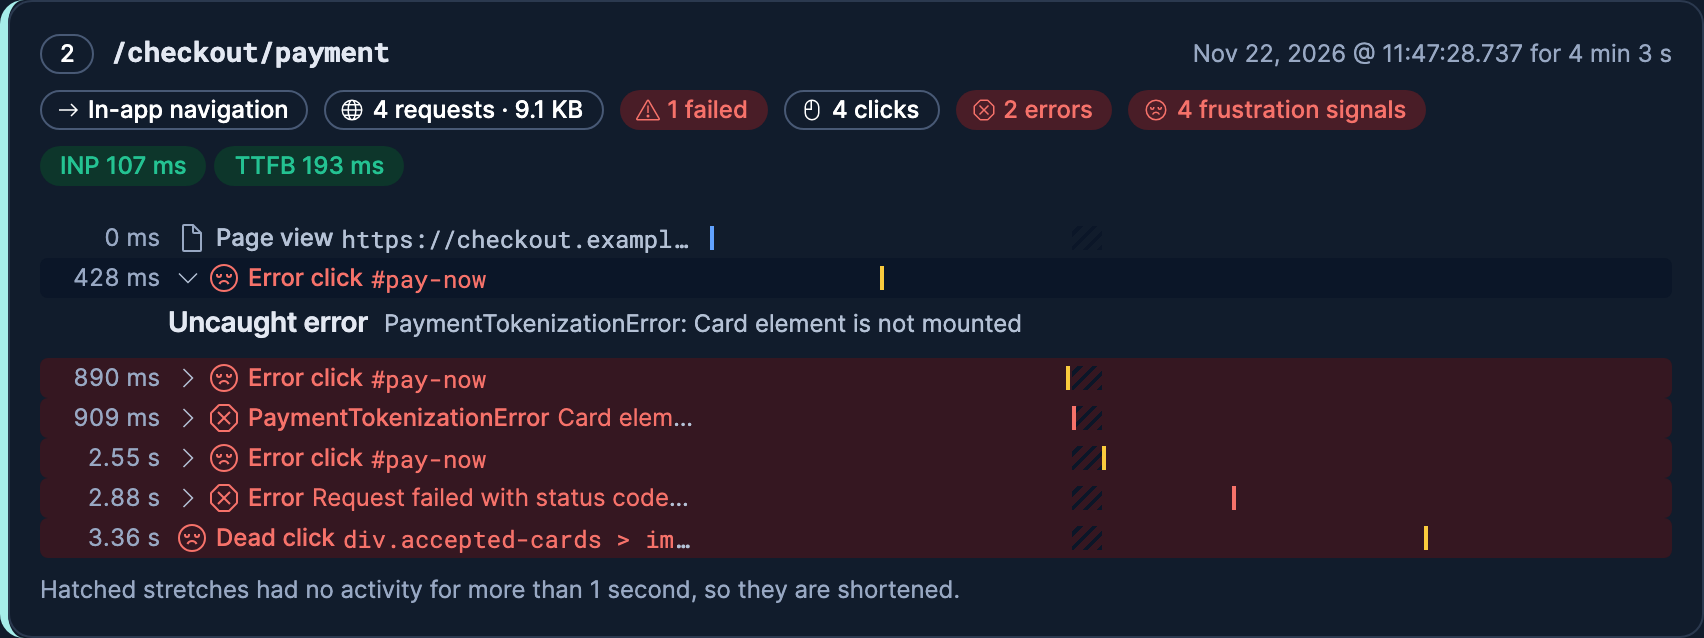 2 /checkout/payment Nov 22, 2026 @ 11:47:28.737 for 4 min 3 s
→ In-app navigation 4 requests · 9.1 KB 1 failed 4 clicks 2 errors 4 frustration signals
INP 107 ms TTFB 193 ms
0 ms Page view https://checkout.exampl…
428 ms Error click #pay-now
Uncaught error PaymentTokenizationError: Card element is not mounted
890 ms Error click #pay-now
909 ms PaymentTokenizationError Card elem...
2.55 s Error click #pay-now
2.88 s Error Request failed with status code...
3.36 s Dead click div.accepted-cards > im…
Hatched stretches had no activity for more than 1 second, so they are shortened.